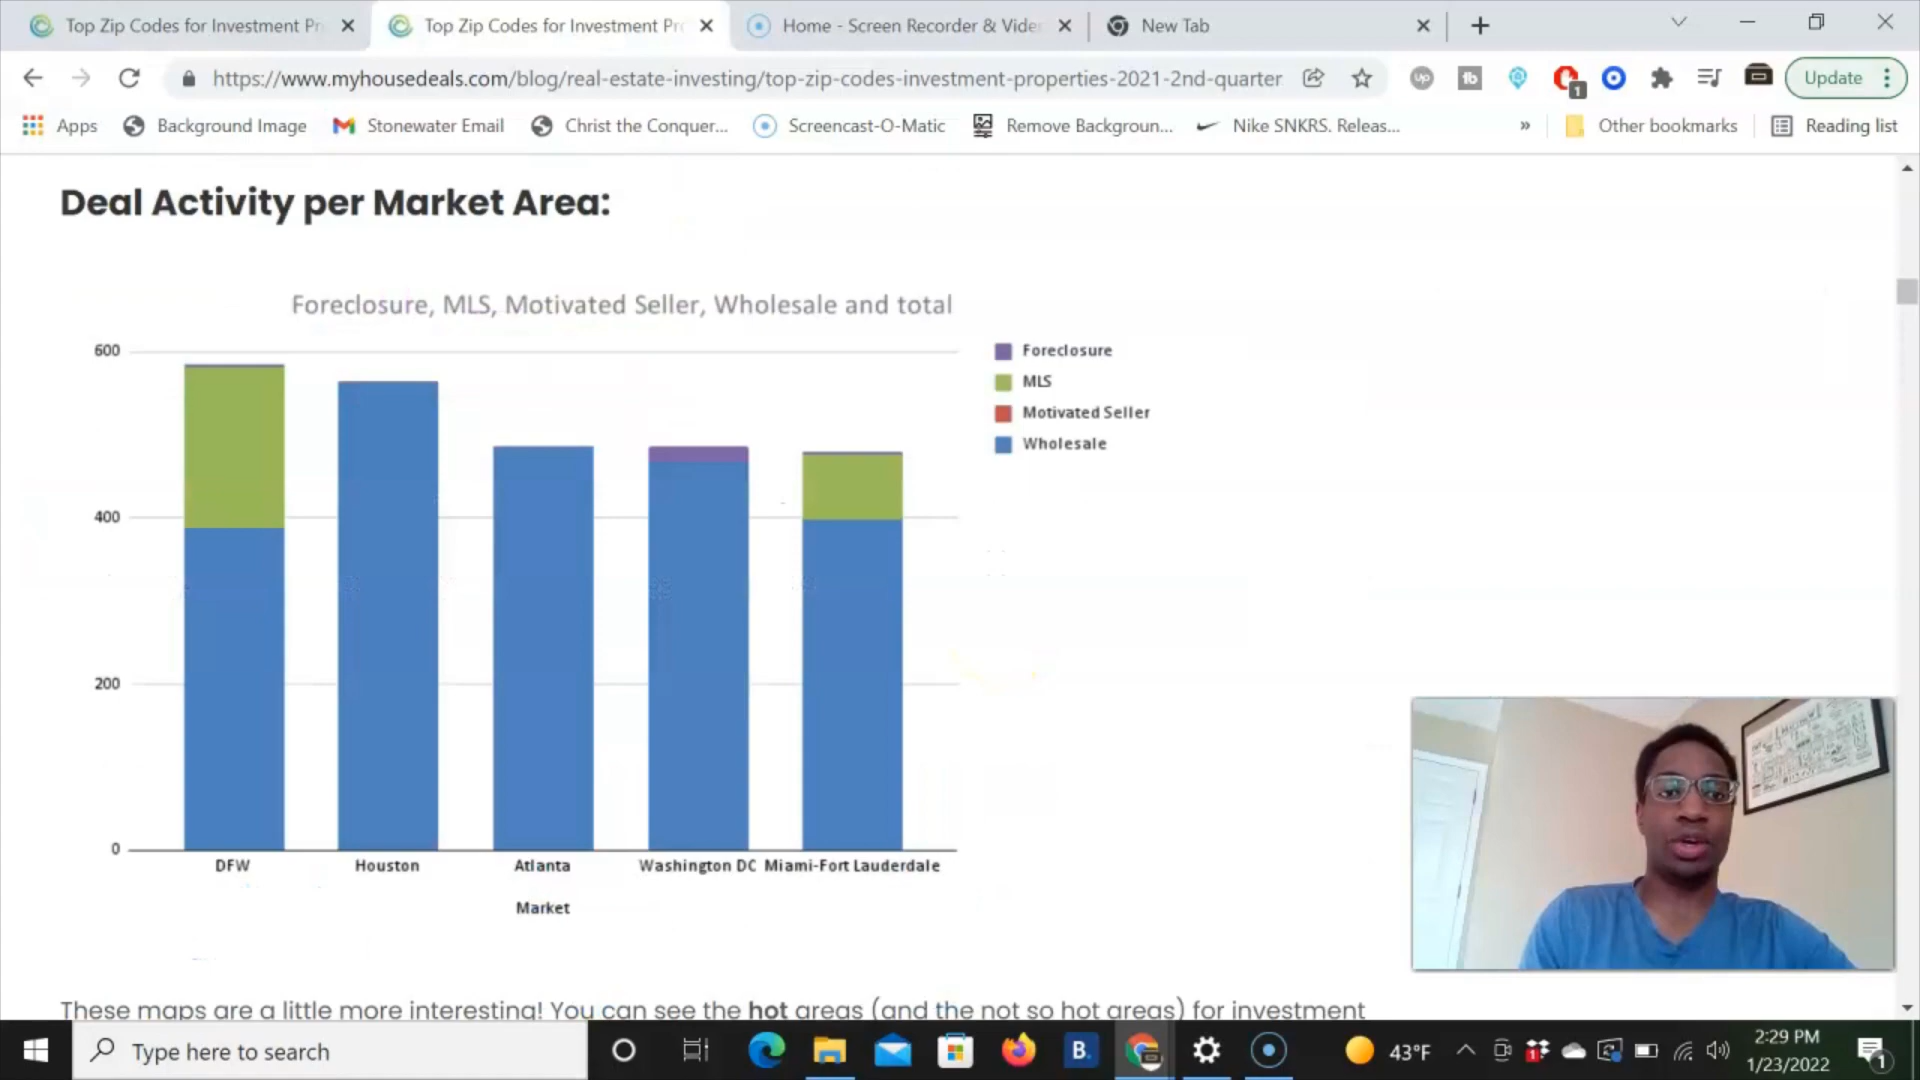 Top Zip Codes for Investment Pr
Top Zip Codes for Investment Pr
Home - Screen Recorder & Vide
New Tab
https://www.myhousedeals.com/blog/real-estate-investing/top-zip-codes-investment-properties-2021-2nd-quarter
up
tb
1
Update
Apps
Background Image
Stonewater Email
Christ the Conquer...
Screencast-O-Matic
Remove Backgroun...
Nike SNKRS. Releas...
»
Other bookmarks
Reading list
Deal Activity per Market Area:
Foreclosure, MLS, Motivated Seller, Wholesale and total
600
400
200
0
Foreclosure
MLS
Motivated Seller
Wholesale
DFW
Houston
Atlanta
Washington DC
Miami-Fort Lauderdale
Market
These maps are a little more interesting! You can see the hot areas (and the not so hot areas) for investment
Type here to search
B.
43°F
1
2:29 PM
1/23/2022
1